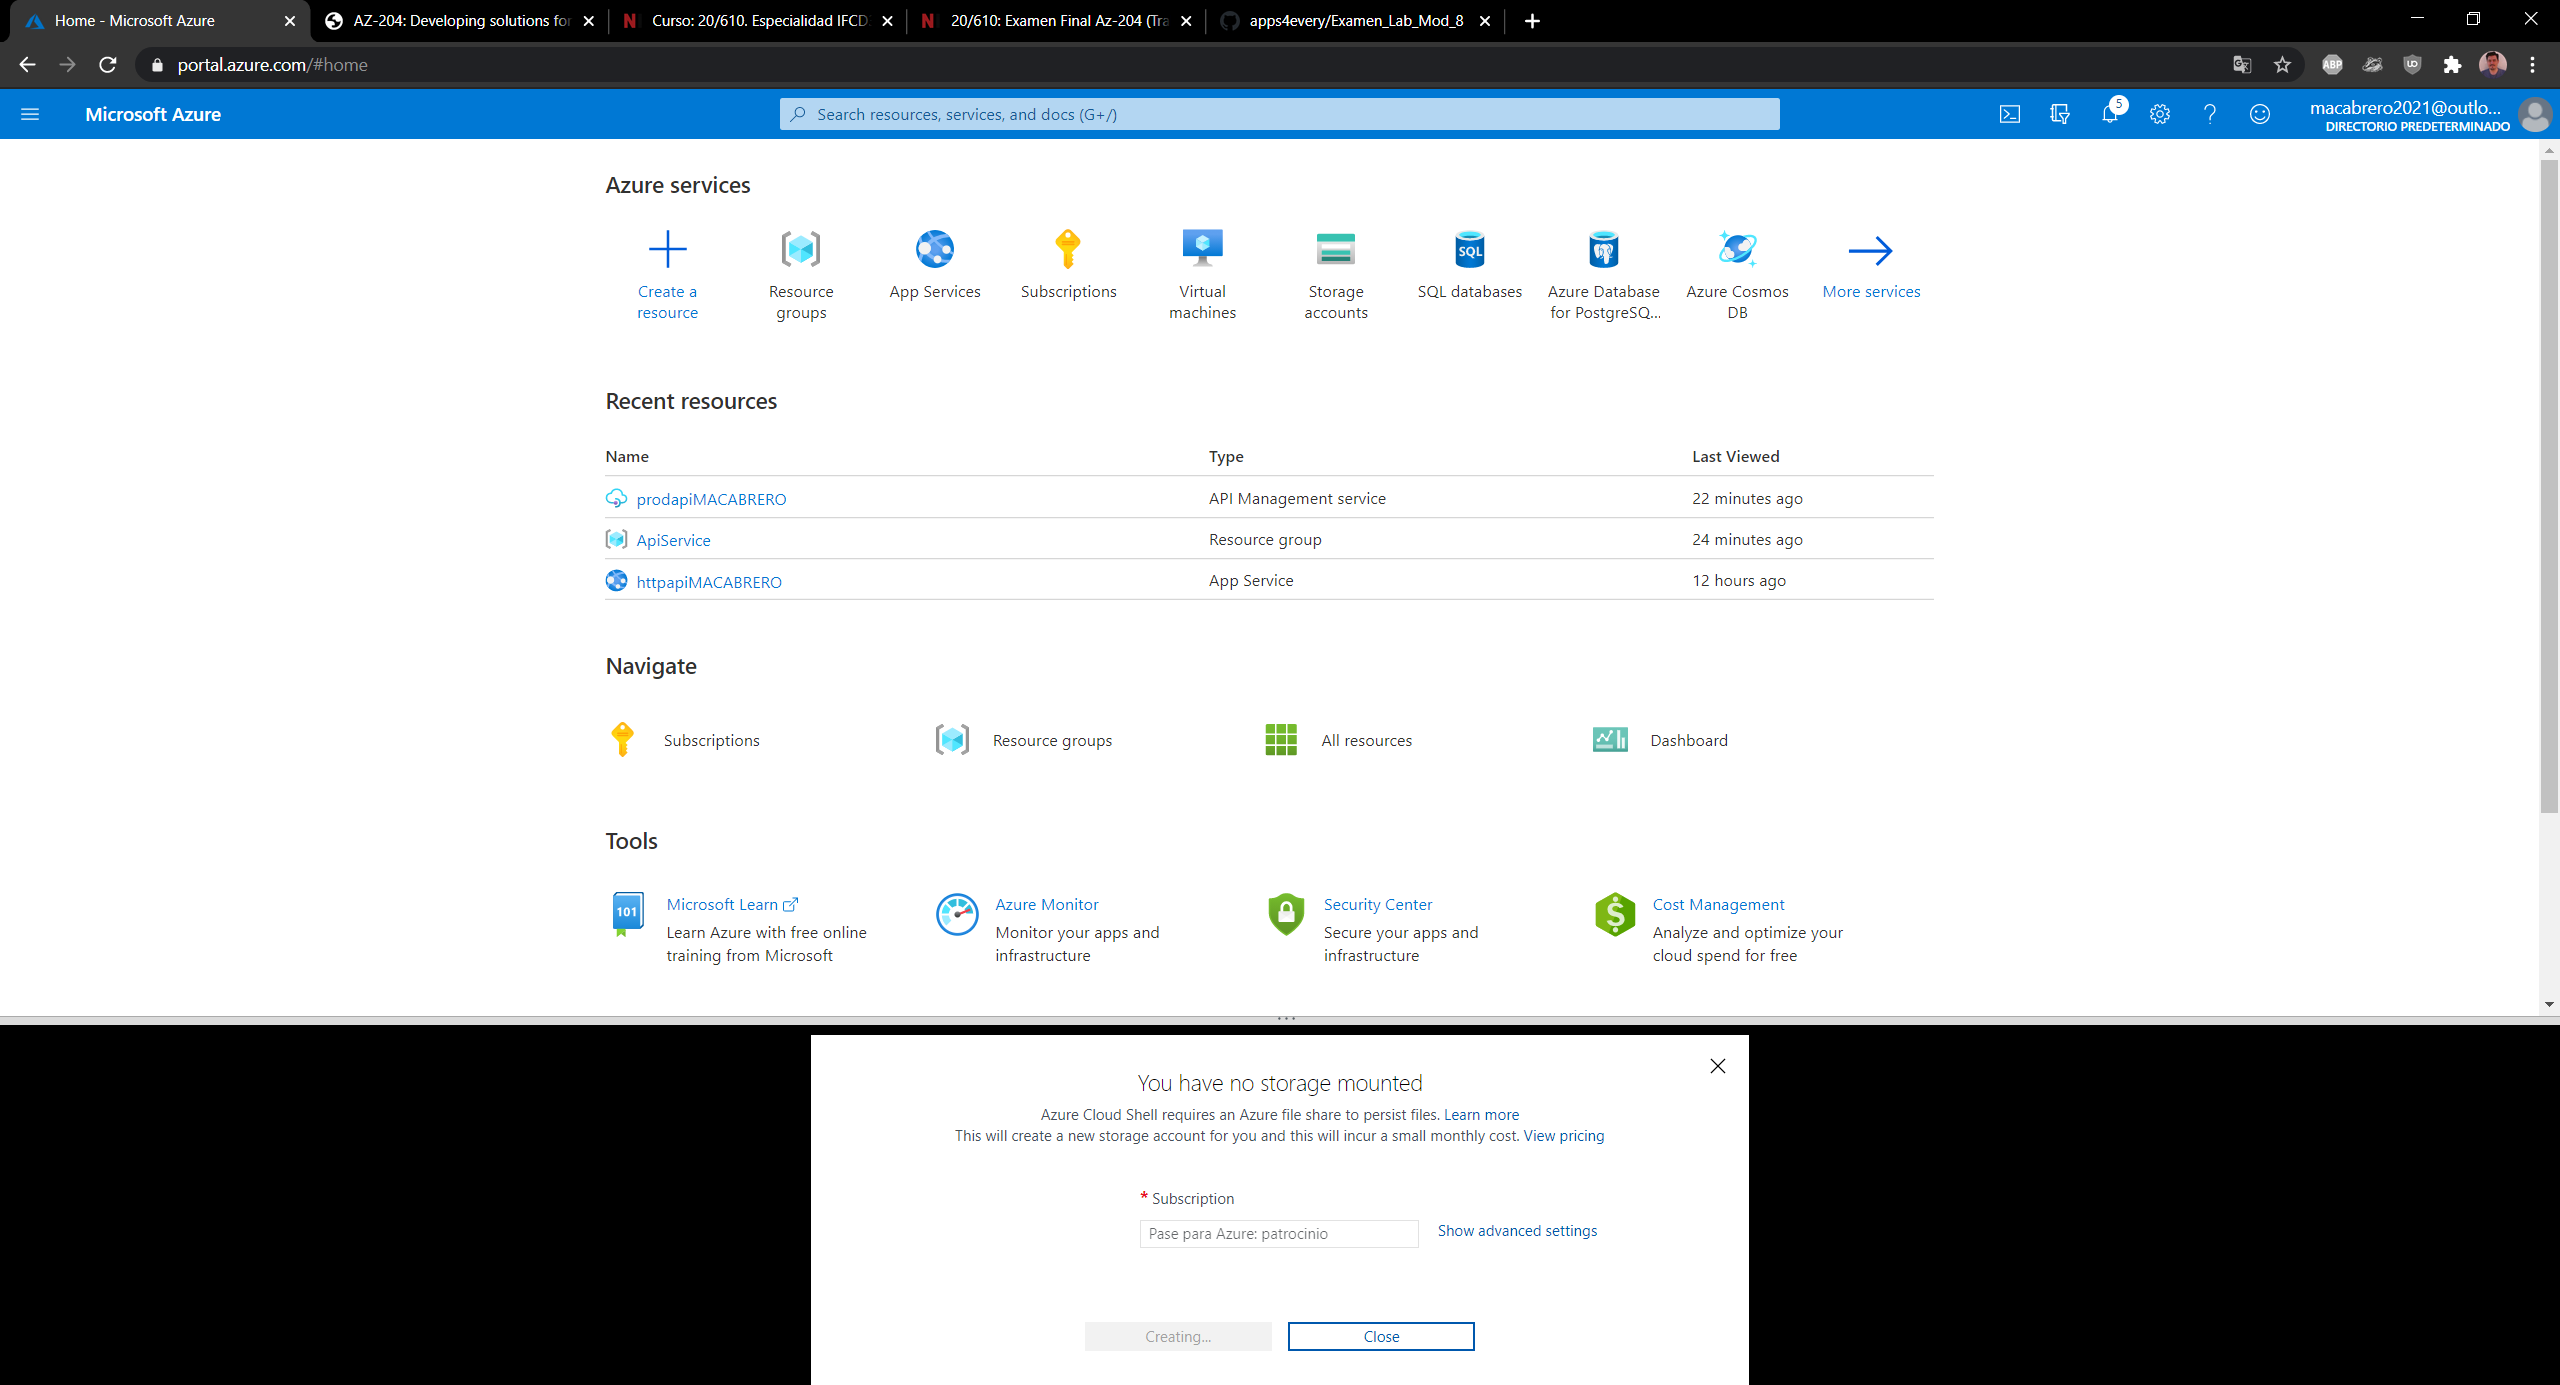 Home - Microsoft Azure
AZ-204: Developing solutions for
Curso: 20/610. Especialidad IFCD
20/610: Examen Final Az-204 (Tra
apps4every/Examen_Lab_Mod_8
portal.azure.com/#home
ABP
Microsoft Azure
Search resources, services, and docs (G+/)
5
macabrero2021@outlo...
DIRECTORIO PREDETERMINADO
Azure services
Create a resource
Resource groups
App Services
Subscriptions
Virtual machines
Storage accounts
SQL
SQL databases
Azure Database for PostgreSQ...
Azure Cosmos DB
More services
Recent resources
Name Type Last Viewed
prodapiMACABRERO API Management service 22 minutes ago
ApiService Resource group 24 minutes ago
httpapiMACABRERO App Service 12 hours ago
Navigate
Subscriptions
Resource groups
All resources
Dashboard
Tools
101
Microsoft Learn
Learn Azure with free online
training from Microsoft
Azure Monitor
Monitor your apps and
infrastructure
Security Center
Secure your apps and
infrastructure
Cost Management
Analyze and optimize your
cloud spend for free
You have no storage mounted
Azure Cloud Shell requires an Azure file share to persist files. Learn more
This will create a new storage account for you and this will incur a small monthly cost. View pricing
* Subscription
Pase para Azure: patrocinio
Show advanced settings
Creating...
Close